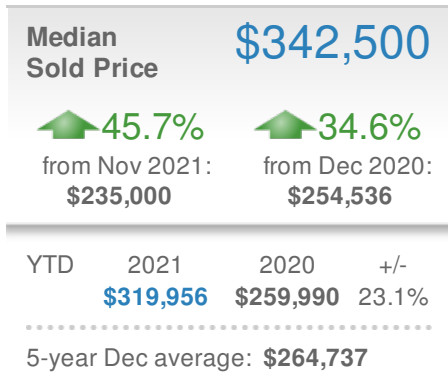 Median $342,500
Sold Price
45.7% 34.6%
from Nov 2021: from Dec 2020:
$235,000 $254,536
YTD 2021 2020 +/-
$319,956 $259,990 23.1%
5-year Dec average: $264,737